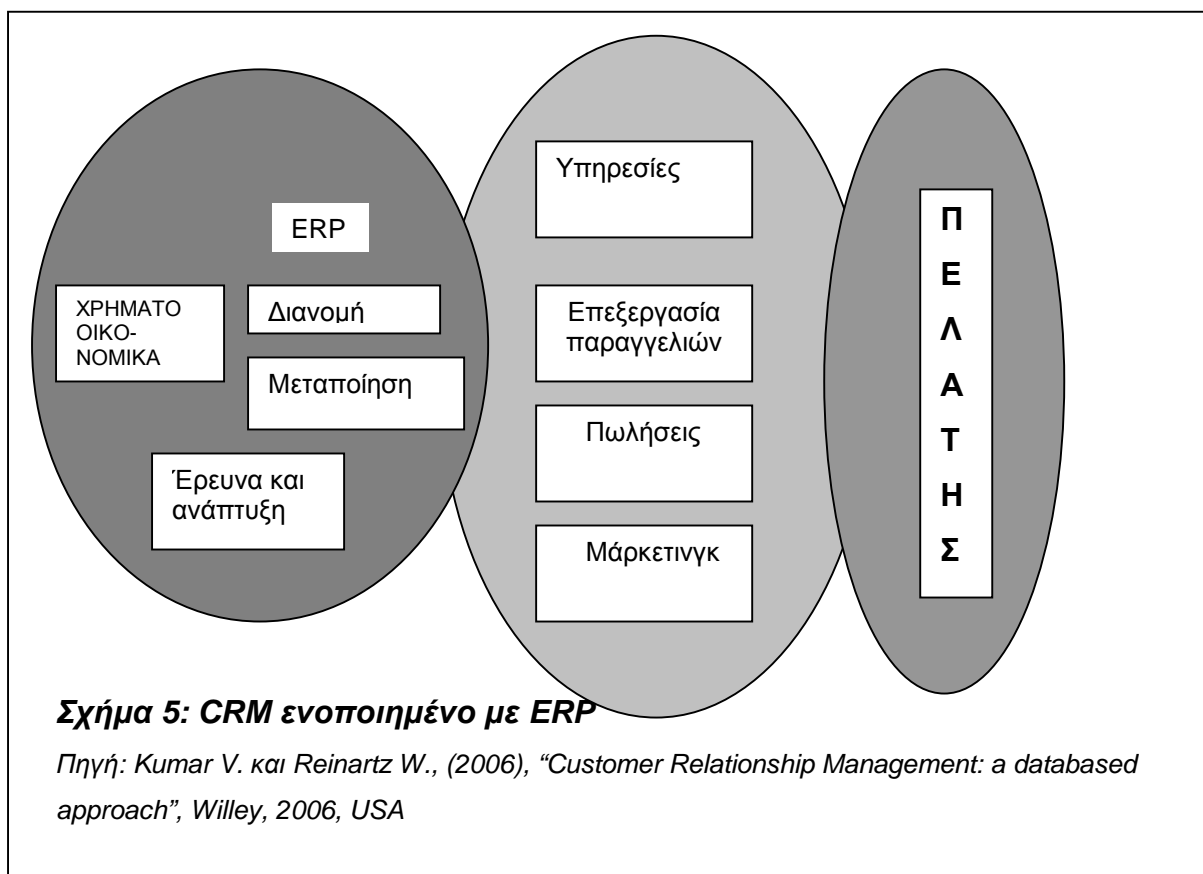 ERP
ΧΡΗΜΑΤΟ
ΟΙΚΟ-
ΝΟΜΙΚΑ
Διανομή
Μεταποίηση
Έρευνα και
ανάπτυξη
Υπηρεσίες
Επεξεργασία
παραγγελιών
Πωλήσεις
Μάρκετινγκ
Π
Ε
Λ
Α
Τ
Η
Σ
Σχήμα 5: CRM ενοποιημένο με ERP
Πηγή: Kumar V. και Reinartz W., (2006), “Customer Relationship Management: a databased
approach”, Willey, 2006, USA